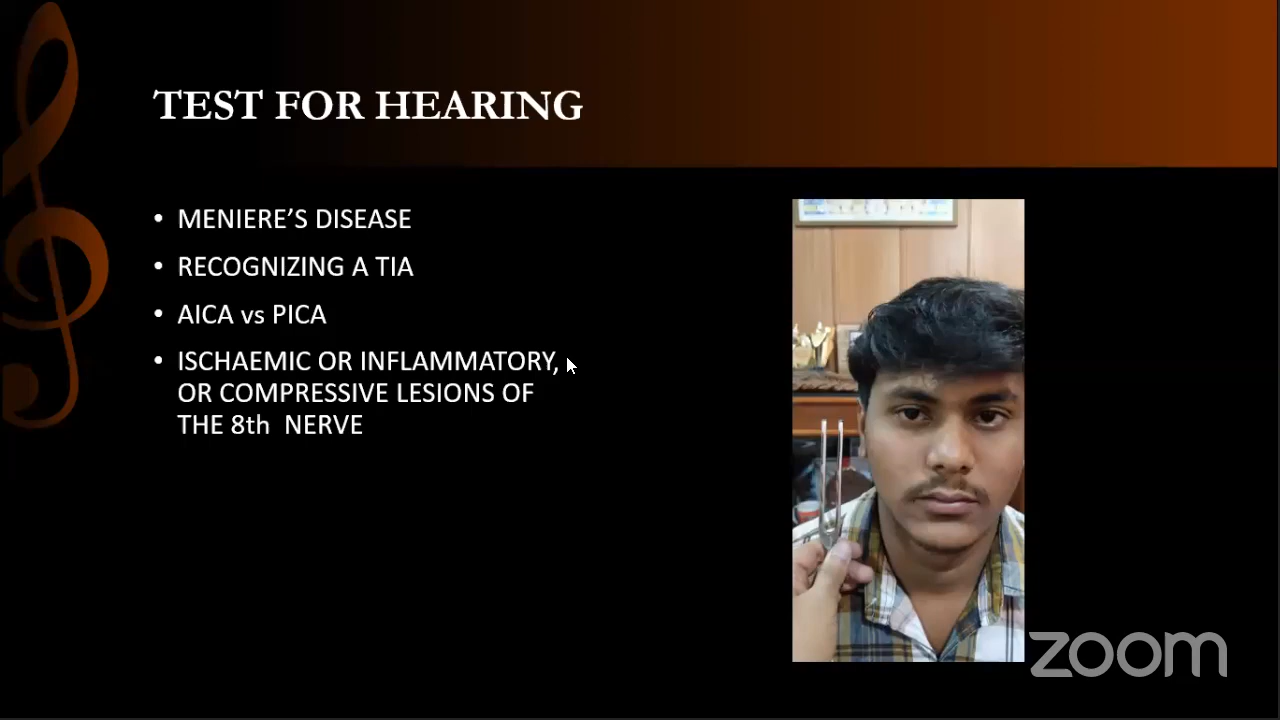 TEST FOR HEARING
• MENIERE’S DISEASE
• RECOGNIZING A TIA
• AICA vs PICA
• ISCHAEMIC OR INFLAMMATORY,
OR COMPRESSIVE LESIONS OF
THE 8th NERVE
zoom